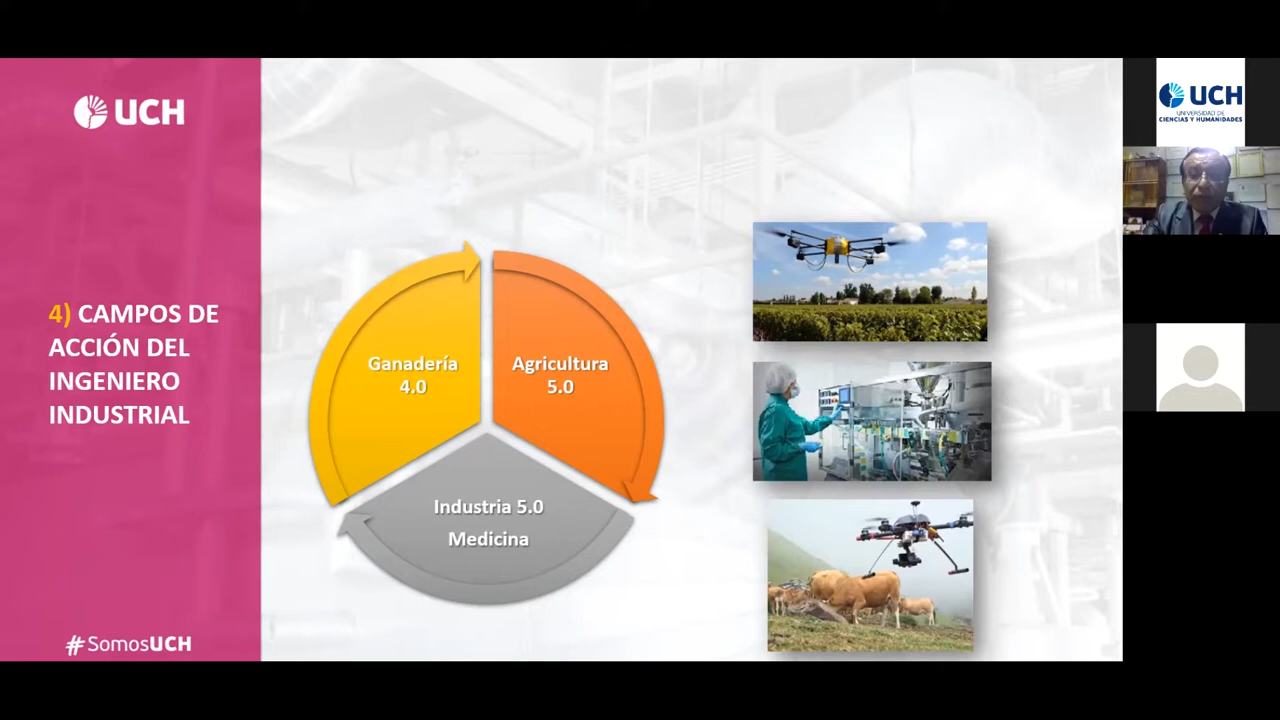 UCH
4) CAMPOS DE
ACCIÓN DEL
INGENIERO
INDUSTRIAL
#SomosUCH
Ganadería
4.0
Agricultura
5.0
Industria 5.0
Medicina
UCH
UNIVERSIDAD DE
CIENCIAS Y HUMANIDADES